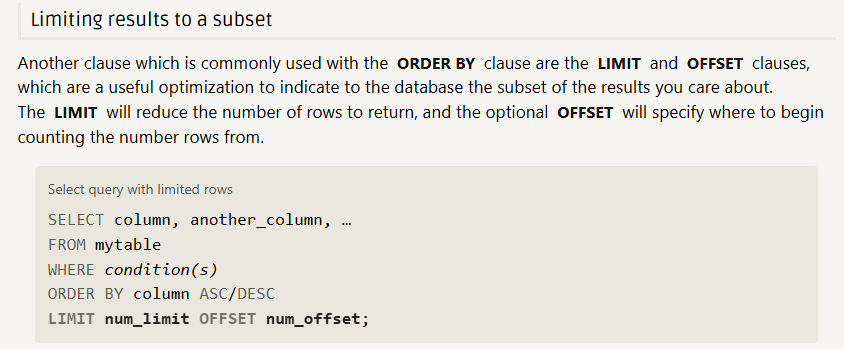 Limiting results to a subset
Another clause which is commonly used with the ORDER BY clause are the LIMIT and OFFSET clauses,
which are a useful optimization to indicate to the database the subset of the results you care about.
The LIMIT will reduce the number of rows to return, and the optional OFFSET will specify where to begin
counting the number rows from.
Select query with limited rows
SELECT column, another_column, …
FROM mytable
WHERE condition(s)
ORDER BY column ASC/DESC
LIMIT num_limit OFFSET num_offset;